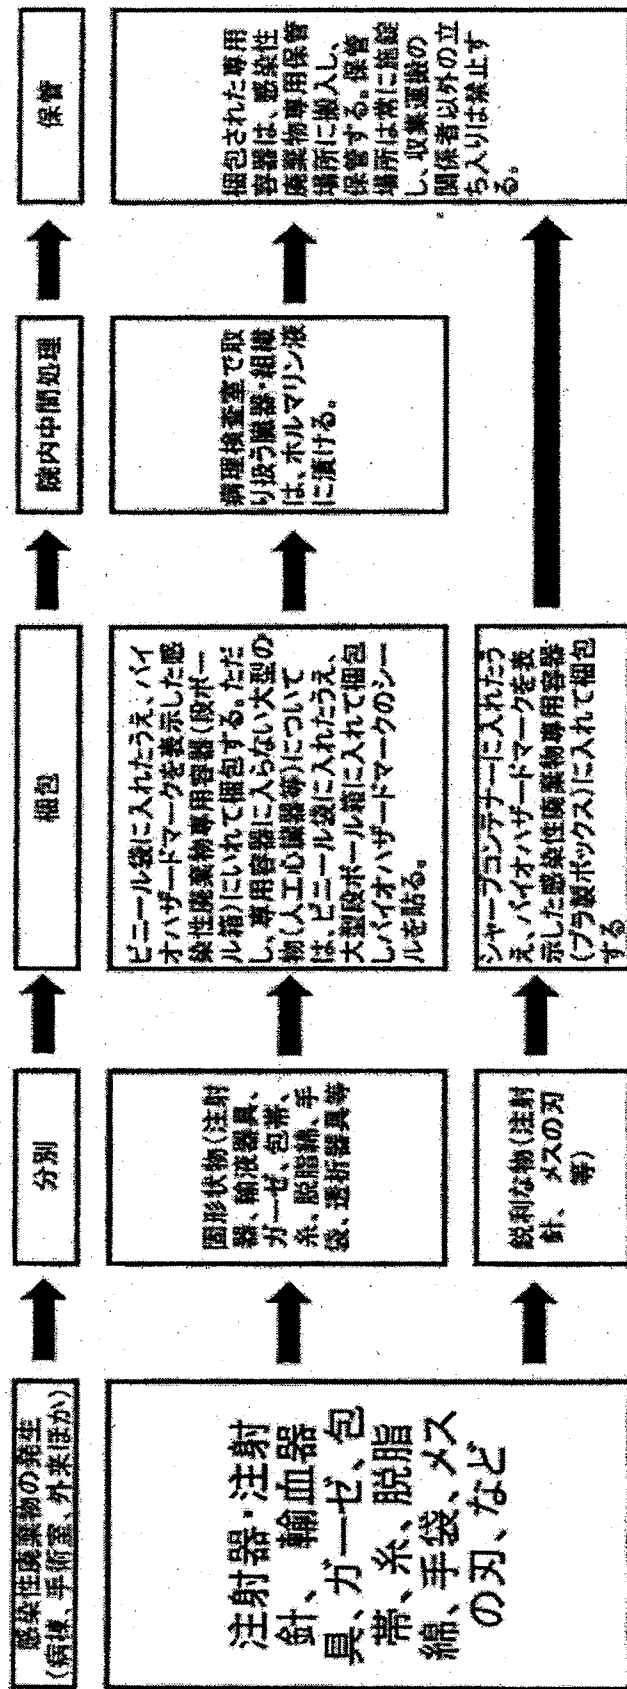 感染性廃棄物の発生
(病棟、手術室、外来ほか)
分別
梱包
院内中間処理
保管
注射器・注射
針、輸血器
具、ガーゼ、包
帯、糸、脱脂
綿、手袋、メス
の刃、など
固形状物(注射
器、輸液器具、
ガーゼ、包帯、
糸、脱脂綿、手
袋、透析器具等
ビニール袋に入れたうえ、バイ
オハザードマークを表示した感
染性廃棄物専用容器(段ボー
ル箱)にいれて梱包する。ただ
し、専用容器に入らない大型の
物(人工心臓器等)について
は、ビニール袋に入れたうえ、
大型段ボール箱に入れて梱包
しバイオハザードマークのシー
ルを貼る。
病理検査室で取
り扱う臓器・組織
は、ホルマリン液
に漬ける。
梱包された専用
容器は、感染性
廃棄物専用保管
場所に搬入し、
保管する。保管
場所は常に施錠
し、収集運搬の
関係者以外の立
ち入りは禁止す
る。
鋭利な物(注射
針、メスの刃
等)
シャープコンテナーに入れたう
え、バイオハザードマークを表
示した感染性廃棄物専用容器
(プラ製ボックス)に入れて梱包
する